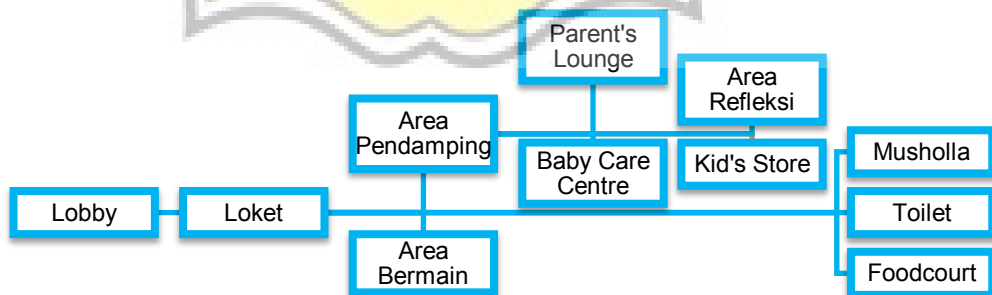 Parent's
Lounge
Area
Refleksi
Area
Pendamping
Baby Care
Centre
Kid's Store
Musholla
Lobby
Loket
Toilet
Area
Bermain
Foodcourt